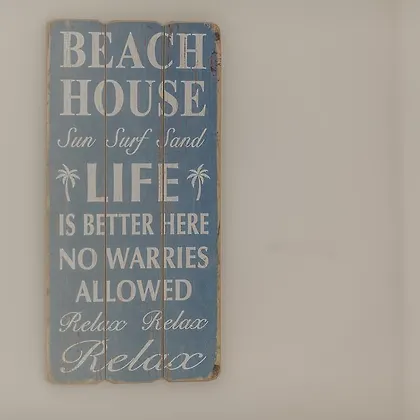 BEACH
HOUSE
Sun Surf Sand
LIFE
IS BETTER HERE
NO WARRIES
ALLOWED
Relax Relax
Relax